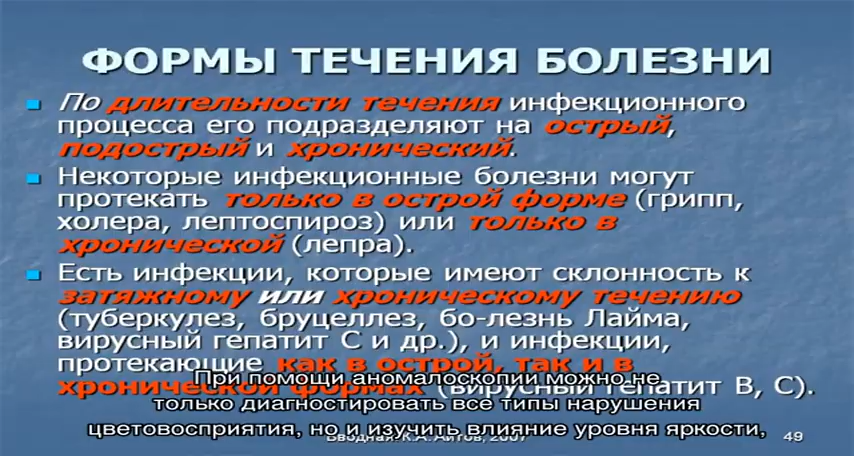 ФОРМЫ ТЕЧЕНИЯ БОЛЕЗНИ
По длительности течения инфекционного
процесса его подразделяют на острый,
подострый и хронический.
Некоторые инфекционные болезни могут
протекать только в острой форме (грипп,
холера, лептоспироз) или только в
хронической (лепра).
Есть инфекции, которые имеют склонность к
затяжному или хроническому течению
(туберкулез, бруцеллез, бо-лезнь Лайма,
вирусный гепатит С и др.), и инфекции,
протекающие как в острой, так и в
хронической формах (вирусный гепатит В, С).
При помощи аномалоскопии можно не
только диагностировать все типы нарушения
цветовосприятия, но и изучить влияние уровня яркости,
Вводная. К.А. Аитов, 2007
49